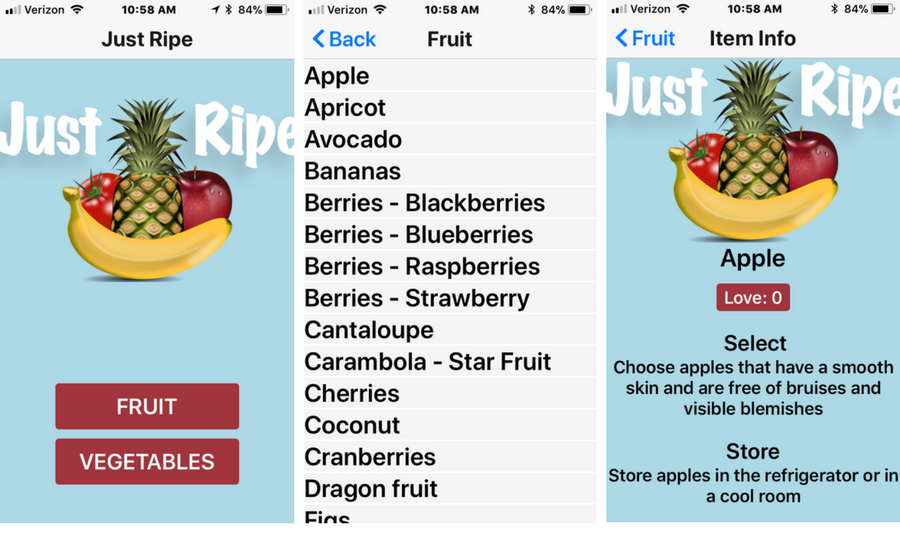 Verizon 10:58 AM 84%
Just Ripe
Just Ripe
FRUIT
VEGETABLES
Verizon 10:58 AM 84%
Back Fruit
Apple
Apricot
Avocado
Bananas
Berries - Blackberries
Berries - Blueberries
Berries - Raspberries
Berries - Strawberry
Cantaloupe
Carambola - Star Fruit
Cherries
Coconut
Cranberries
Dragon fruit
Figs
Verizon 10:58 AM 84%
Fruit Item Info
Just Ripe
Apple
Love: 0
Select
Choose apples that have a smooth
skin and are free of bruises and
visible blemishes
Store
Store apples in the refrigerator or in
a cool room